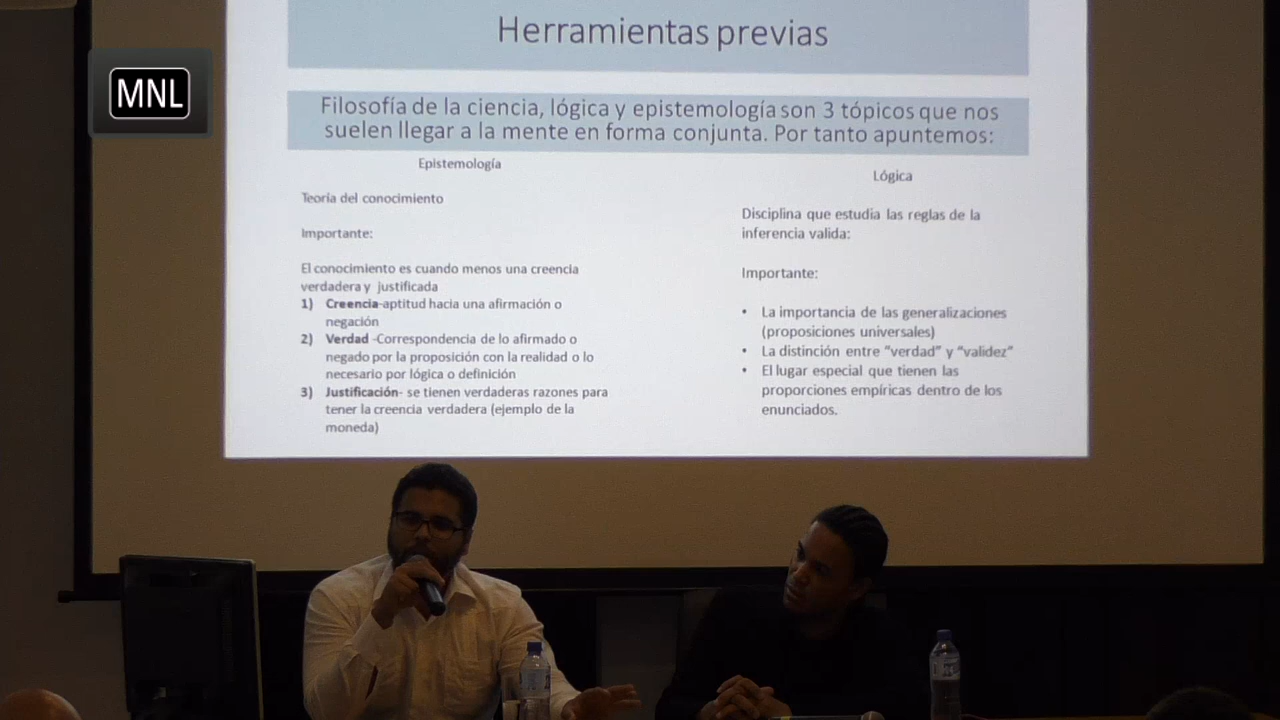 MNL
Herramientas previas
Filosofía de la ciencia, lógica y epistemología son 3 tópicos que nos
suelen llegar a la mente en forma conjunta. Por tanto apuntemos:
Epistemología
Teoría del conocimiento
Importante:
El conocimiento es cuando menos una creencia
verdadera y justificada
1) Creencia-aptitud hacia una afirmación o
negación
2) Verdad -Correspondencia de lo afirmado o
negado por la proposición con la realidad o lo
necesario por lógica o definición
3) Justificación- se tienen verdaderas razones para
tener la creencia verdadera (ejemplo de la
moneda)
Lógica
Disciplina que estudia las reglas de la
inferencia valida:
Importante:
• La importancia de las generalizaciones
(proposiciones universales)
• La distinción entre "verdad" y "validez"
• El lugar especial que tienen las
proporciones empíricas dentro de los
enunciados.